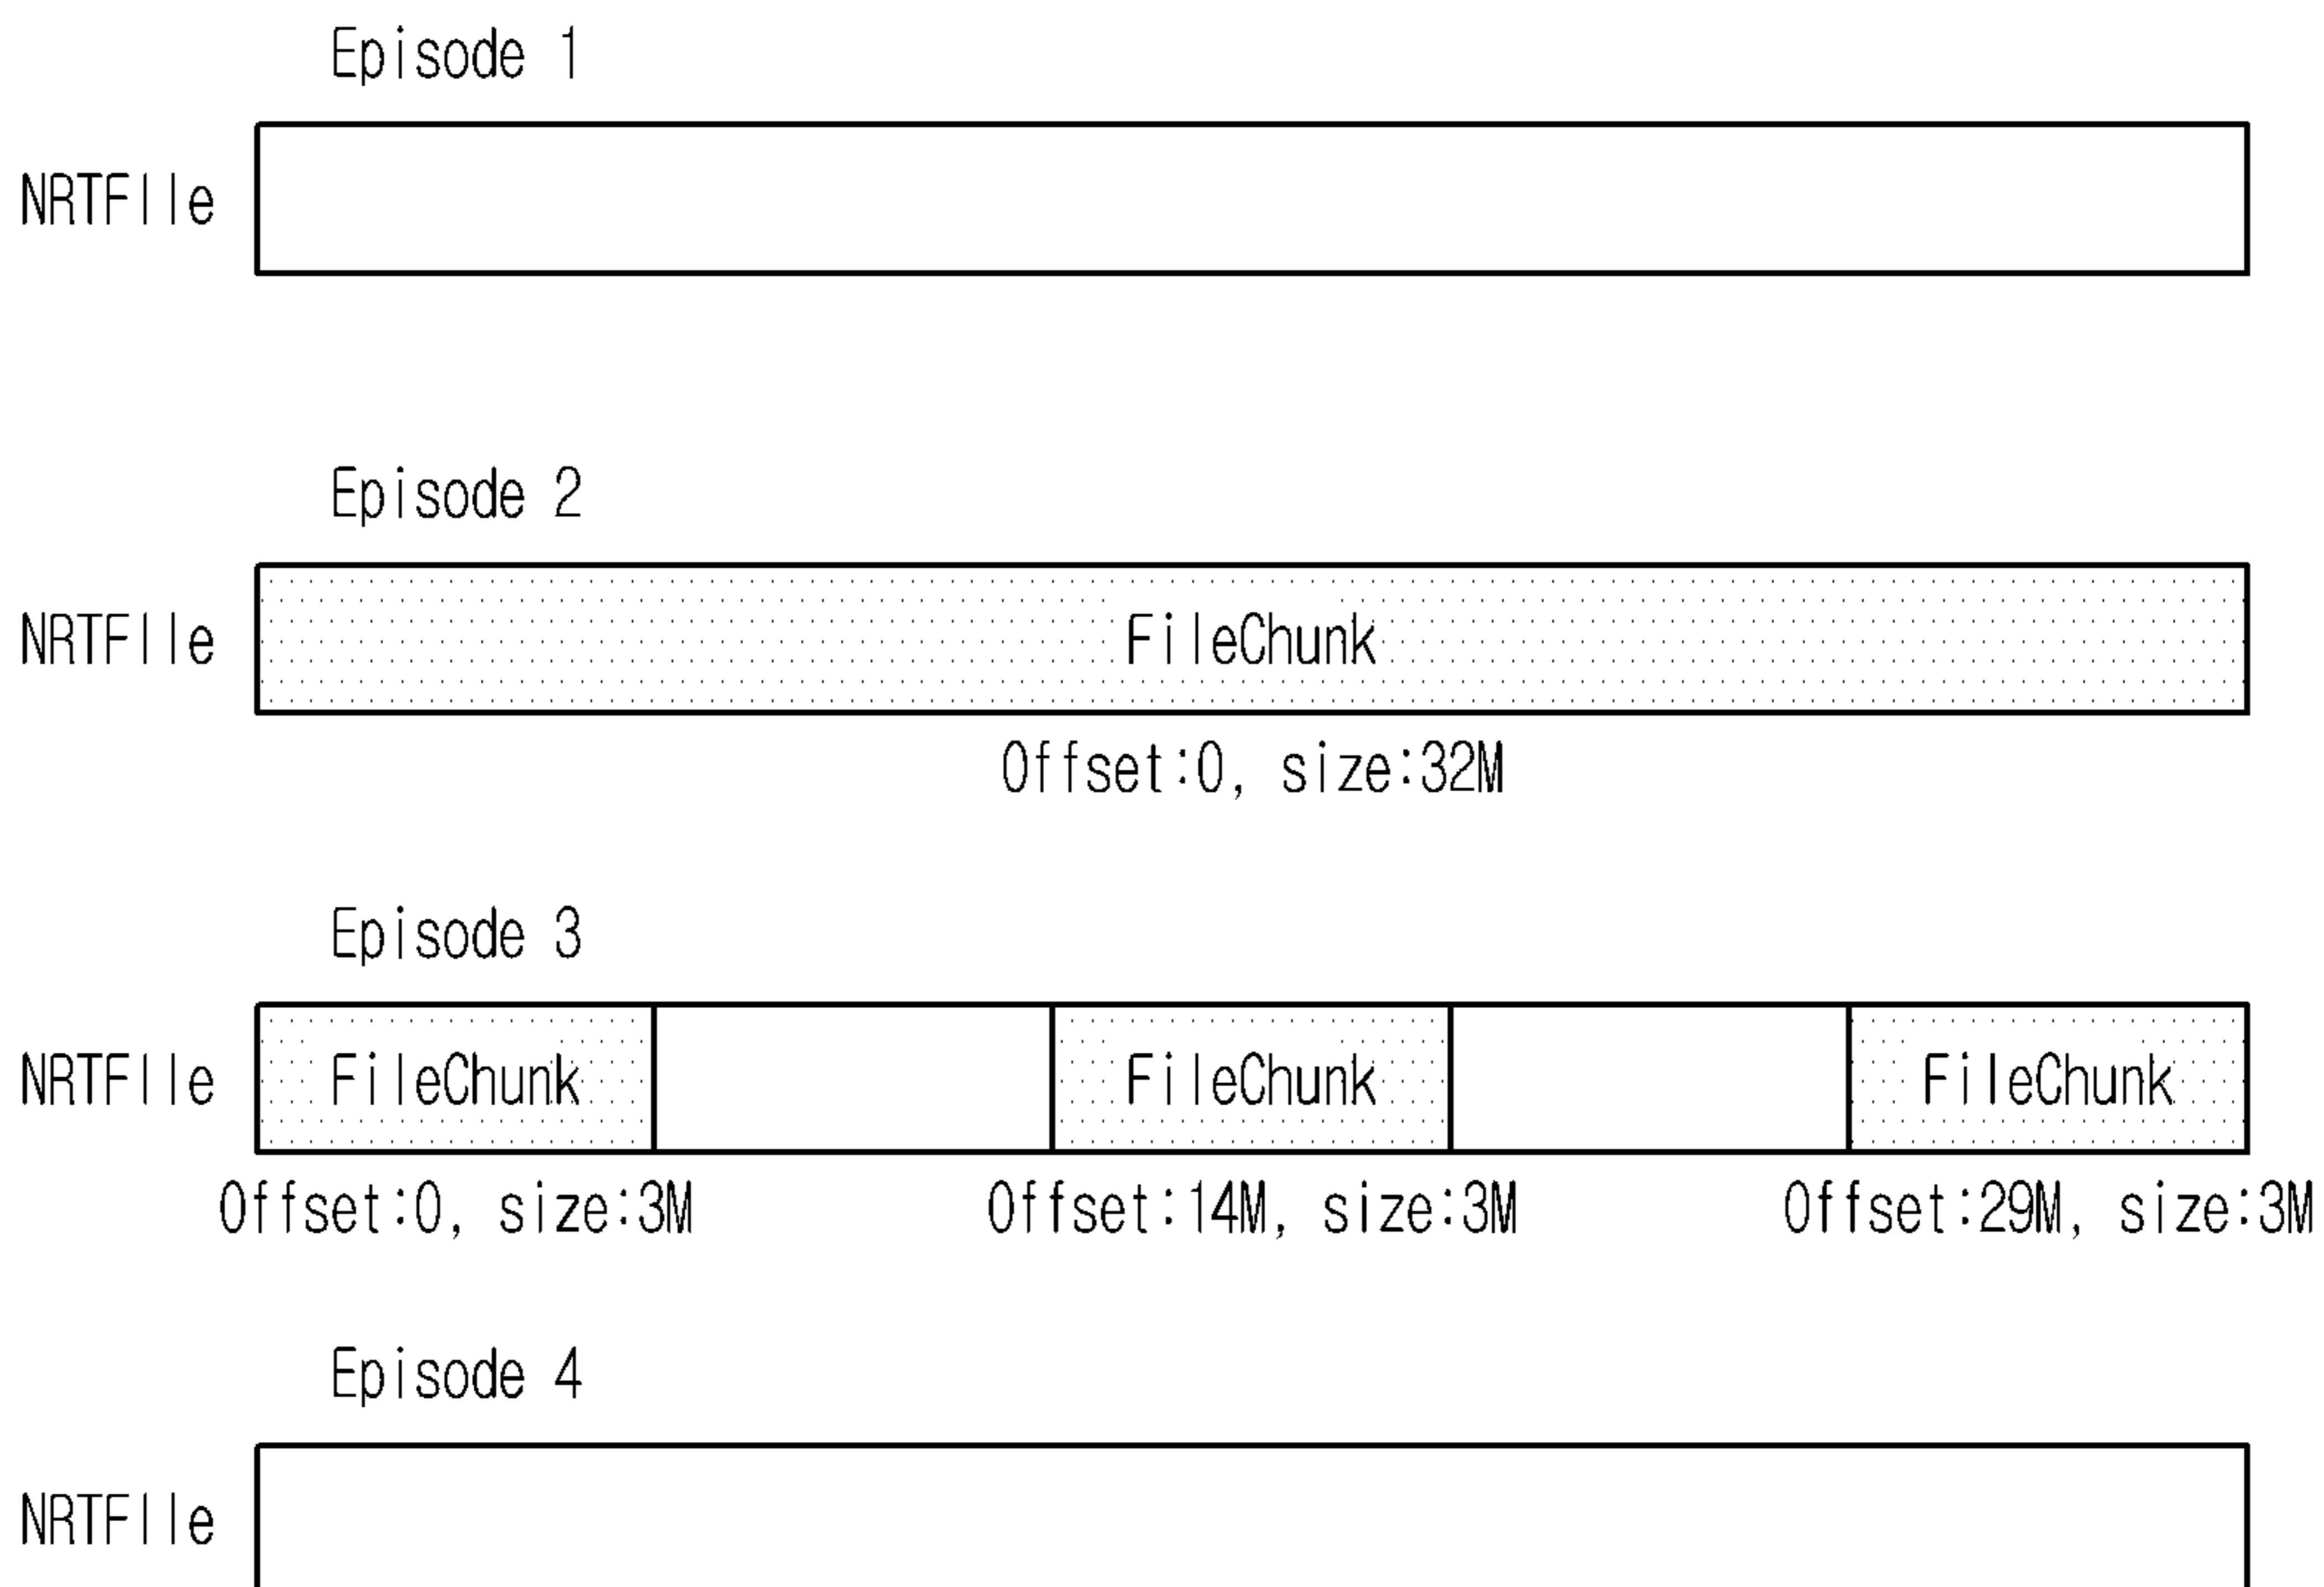 Episode 1
NRTFIle
Episode 2
NRTFIle
FileChunk
Offset:0, size:32M
Episode 3
NRTFIle
FileChunk
FileChunk
FileChunk
Offset:0, size:3M
Offset:14M, size:3M
Offset:29M, size:3M
Episode 4
NRTFIle